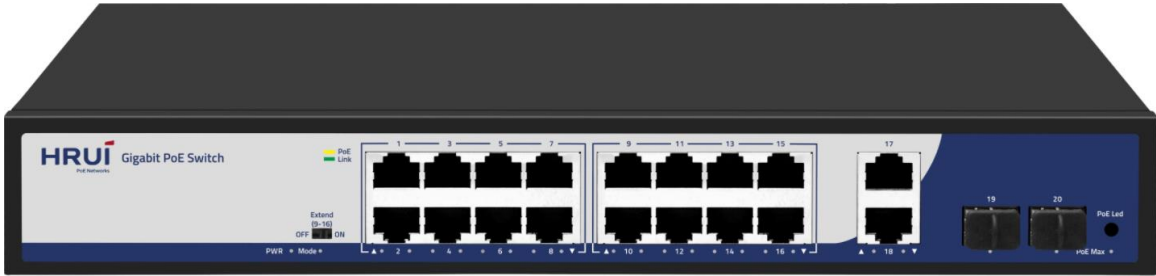 HRUI Gigabit PoE Switch
PoE Networks
PoE
Link
Extend
(9-16)
OFF ON
PWR Mode
1 3 5 7
2 4 6 8
9 11 13 15
10 12 14 16
17
18
19 20
PoE Led
PoE Max